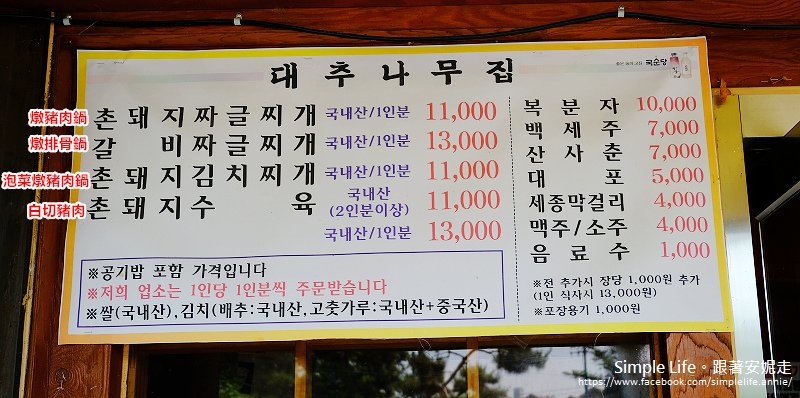 대추나무집
국순당
燉豬肉鍋 촌돼지짜글찌개 국내산/1인분 11,000
燉排骨鍋 갈비짜글찌개 국내산/1인분 13,000
泡菜燉豬肉鍋 촌돼지김치찌개 국내산/1인분 11,000
白切豬肉 촌돼지수육 국내산 (2인분이상) 11,000
국내산/1인분 13,000
※공기밥 포함 가격입니다
※저희 업소는 1인당 1인분씩 주문받습니다
※쌀(국내산),김치(배추:국내산,고춧가루:국내산+중국산)
복분자 10,000
백세주 7,000
산사춘 7,000
대포 5,000
세종막걸리 4,000
맥주/소주 4,000
음료수 1,000
※전 추가시 장당 1,000원 추가
(1인 식사시 13,000원)
※포장용기 1,000원
Simple Life。跟著安妮走
https://www.facebook.com/simplelife.annie/